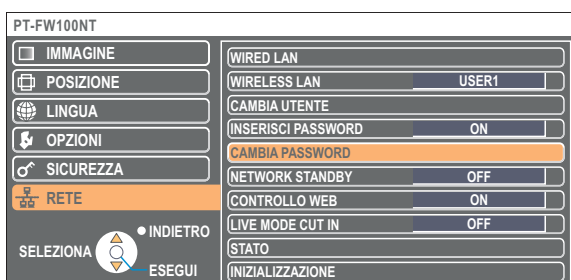 PT-FW100NT
IMMAGINE
POSIZIONE
LINGUA
OPZIONI
SICUREZZA
RETE
INDIETRO
SELEZIONA
ESEGUI
WIRED LAN
WIRELESS LAN USER1
CAMBIA UTENTE
INSERISCI PASSWORD ON
CAMBIA PASSWORD
NETWORK STANDBY OFF
CONTROLLO WEB ON
LIVE MODE CUT IN OFF
STATO
INIZIALIZZAZIONE